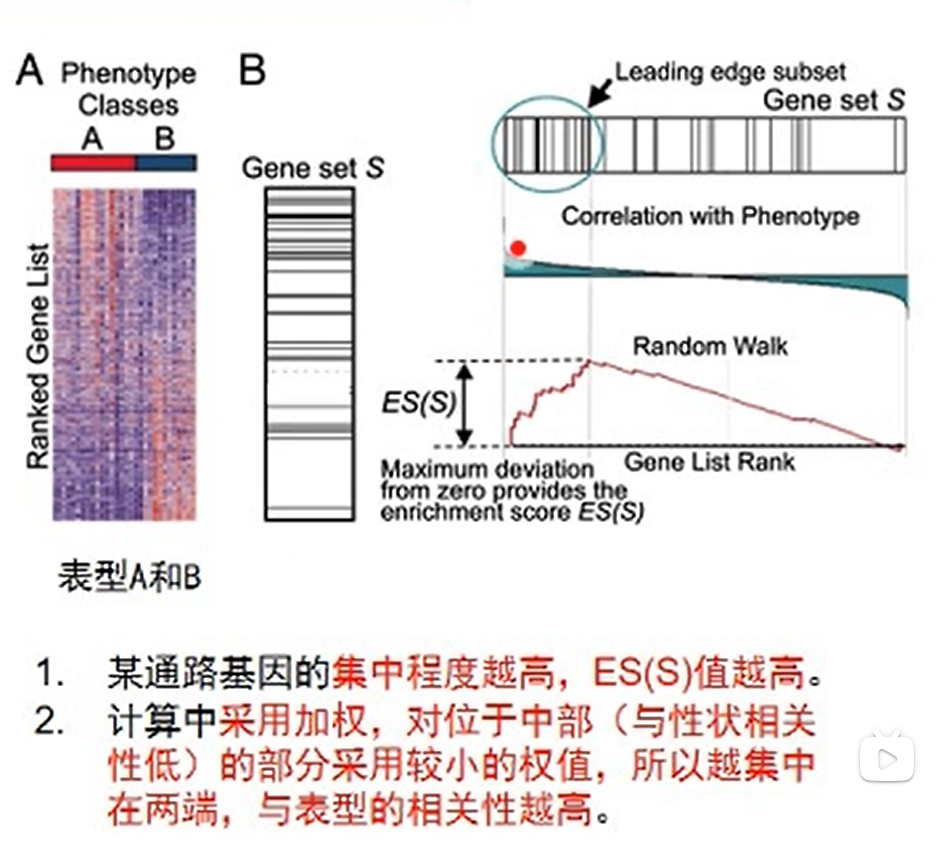 A
Phenotype
Classes
A B
Ranked Gene List
表型A和B
B
Gene set S
Leading edge subset
Gene set S
Correlation with Phenotype
Random Walk
ES(S)
Gene List Rank
Maximum deviation
from zero provides the
enrichment score ES(S)
1. 某通路基因的集中程度越高，ES(S)值越高。
2. 计算中采用加权，对位于中部（与性状相关
性低）的部分采用较小的权值，所以越集中
在两端，与表型的相关性越高。